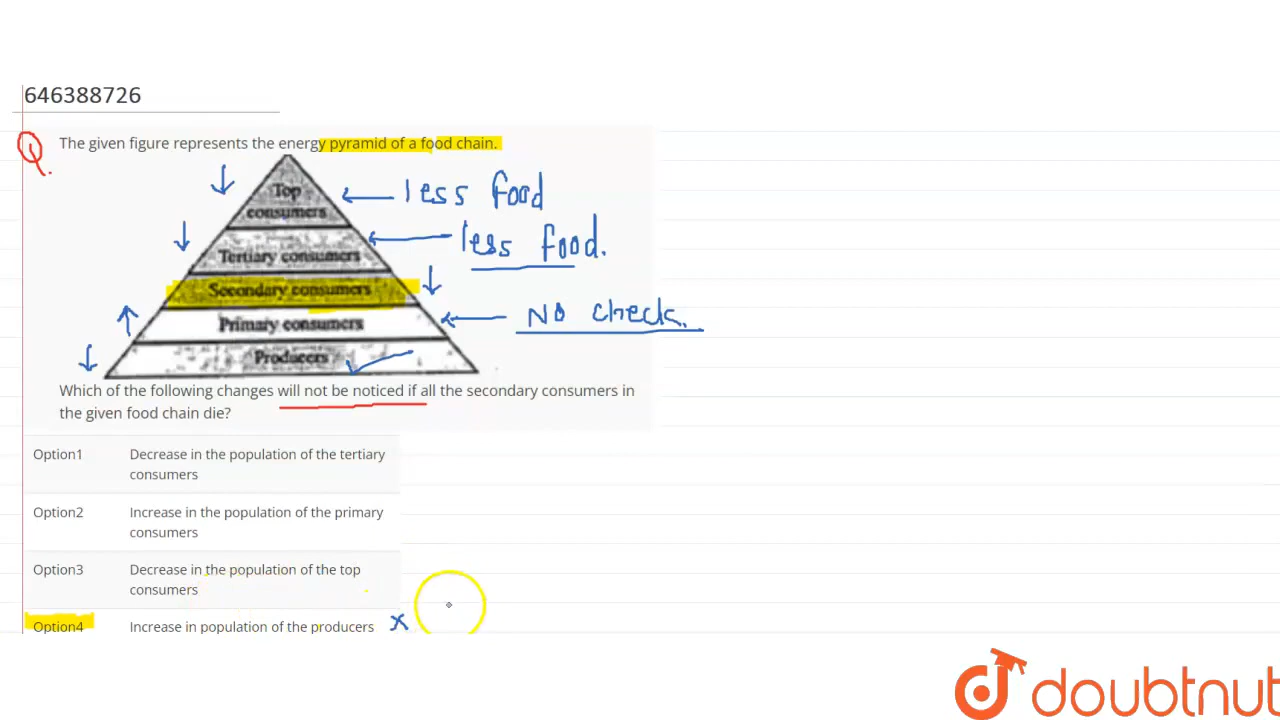 646388726
Q.
The given figure represents the energy pyramid of a food chain.
Top
consumers
less food
Tertiary consumers
less food.
Secondary consumers
Primary consumers
No check.
Producers
Which of the following changes will not be noticed if all the secondary consumers in
the given food chain die?
Option1 Decrease in the population of the tertiary
consumers
Option2 Increase in the population of the primary
consumers
Option3 Decrease in the population of the top
consumers
Option4 Increase in population of the producers x
doubtnut